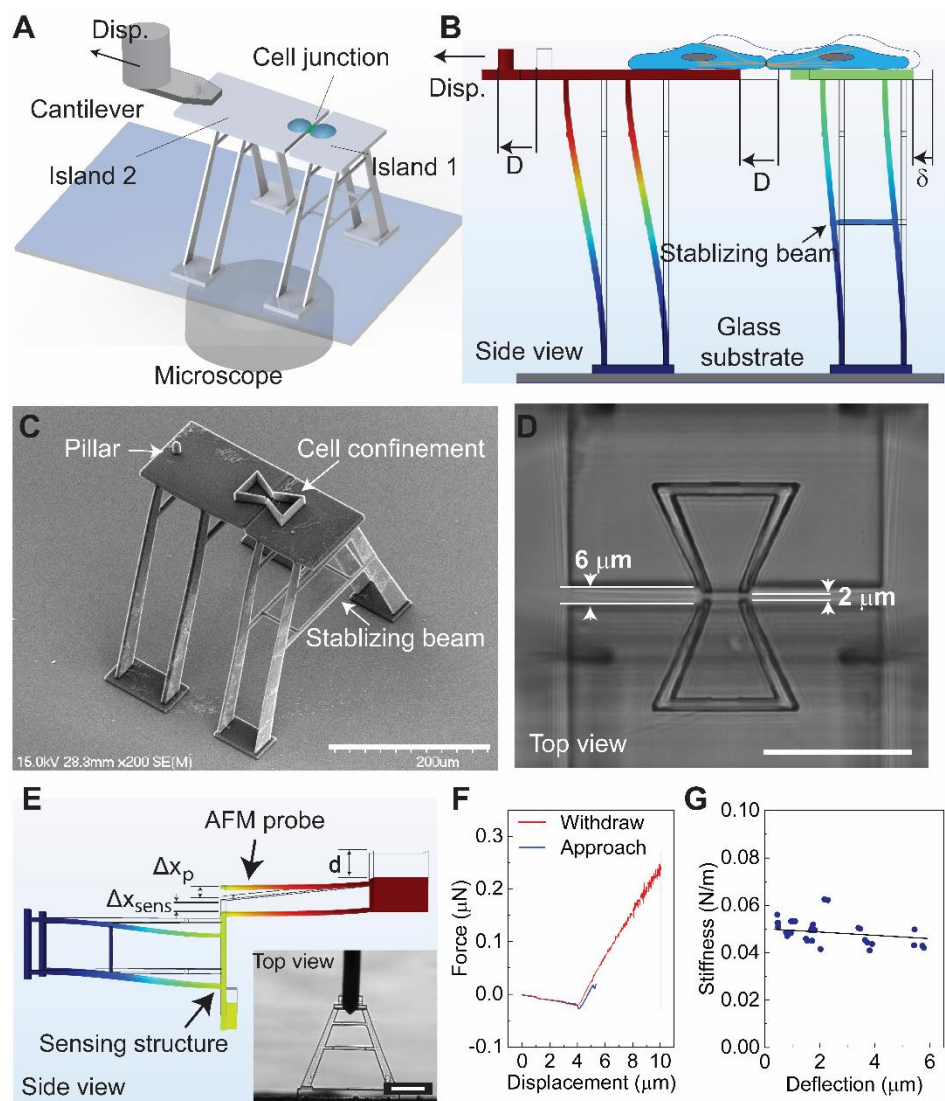 A
Disp.
Cell junction
Cantilever
Island 2
Island 1
Microscope
B
Disp.
D
D
δ
Stablizing beam
Side view
Glass
substrate
C
Pillar
Cell confinement
Stablizing beam
15.0kV 28.3mm x200 SE(M)
200um
D
6 μm
2 μm
Top view
E
AFM probe
d
Δxp
Δxsens
Top view
Sensing structure
Side view
F
Withdraw
Approach
Force (μN)
0.3
0.2
0.1
0.0
-0.1
0 2 4 6 8 10
Displacement (μm)
G
Stiffness (N/m)
0.10
0.08
0.06
0.04
0.02
0.00
0 2 4 6
Deflection (μm)